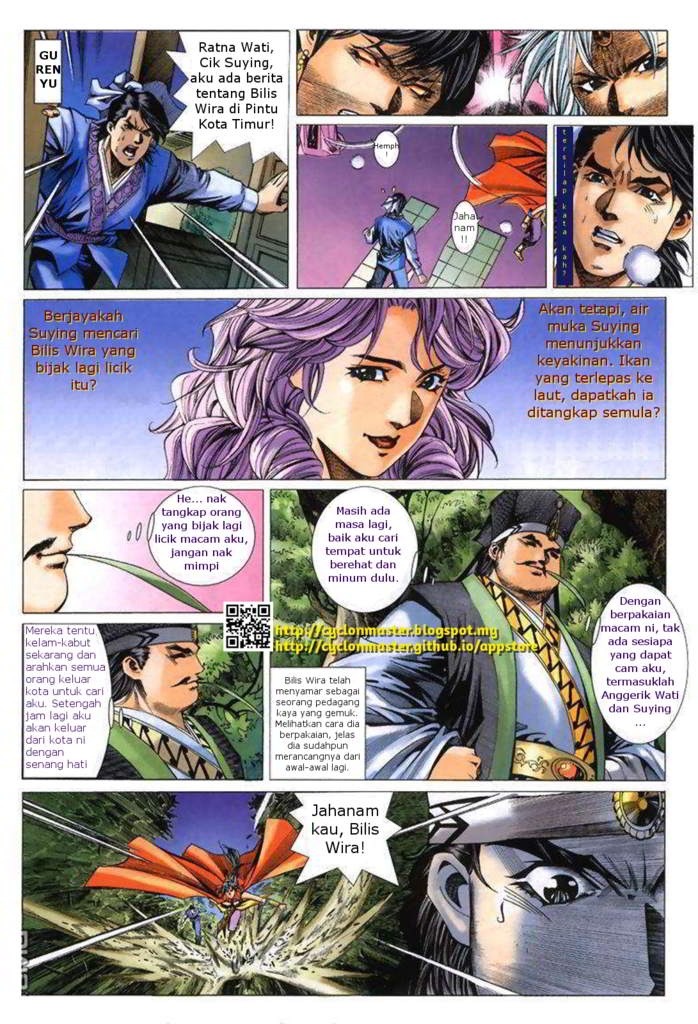 GU
REN
YU
Ratna Wati,
Cik Suying,
aku ada berita
tentang Bilis
Wira di Pintu
Kota Timur!
Hemph
!
Jaha
nam
!!
tersilap kata kah?
Berjayakah
Suying mencari
Bilis Wira yang
bijak lagi licik
itu?
Akan tetapi, air
muka Suying
menunjukkan
keyakinan. Ikan
yang terlepas ke
laut, dapatkah ia
ditangkap semula?
He... nak
tangkap orang
yang bijak lagi
licik macam aku,
jangan nak
mimpi
Masih ada
masa lagi,
baik aku cari
tempat untuk
berehat dan
minum dulu.
Dengan
berpakaian
macam ni, tak
ada sesiapa
yang dapat
cam aku,
termasuklah
Anggerik Wati
dan Suying
...
http://cyclonmaster.blogspot.my
http://cyclonmaster.github.io/appstore
Mereka tentu
kelam-kabut
sekarang dan
arahkan semua
orang keluar
kota untuk cari
aku. Setengah
jam lagi aku
akan keluar
dari kota ni
dengan
senang hati
Bilis Wira telah
menyamar sebagai
seorang pedagang
kaya yang gemuk.
Melihatkan cara dia
berpakaian, jelas
dia sudahpun
merancangnya dari
awal-awal lagi.
Jahanam
kau, Bilis
Wira!